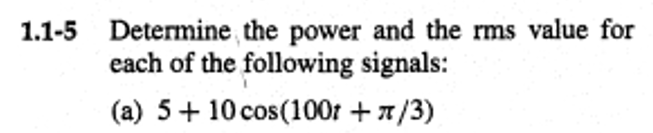 1.1-5 Determine the power and the rms value for
each of the following signals:
(a) 5 + 10 cos(100t + π/3)